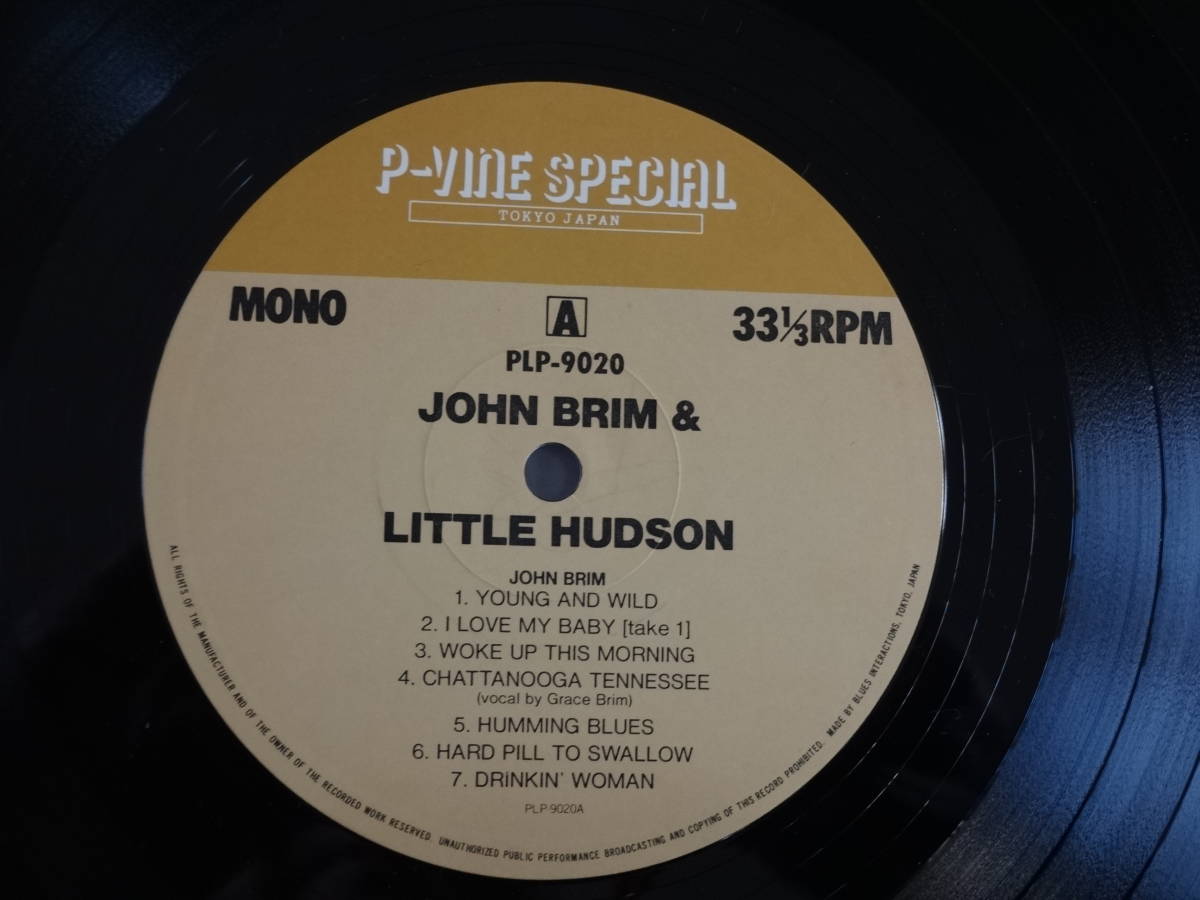 P-VINE SPECIAL
TOKYO JAPAN
MONO
A
33⅓RPM
PLP-9020
JOHN BRIM &
LITTLE HUDSON
JOHN BRIM
1. YOUNG AND WILD
2. I LOVE MY BABY [take 1]
3. WOKE UP THIS MORNING
4. CHATTANOOGA TENNESSEE
(vocal by Grace Brim)
5. HUMMING BLUES
6. HARD PILL TO SWALLOW
7. DRINKIN' WOMAN
PLP 9020A
ALL RIGHTS OF THE MANUFACTURER AND OF THE OWNER OF THE RECORDED WORK RESERVED. UNAUTHORIZED PUBLIC PERFORMANCE BROADCASTING AND COPYING OF THIS RECORD PROHIBITED. MADE BY BLUES INTERACTIONS, TOKYO, JAPAN